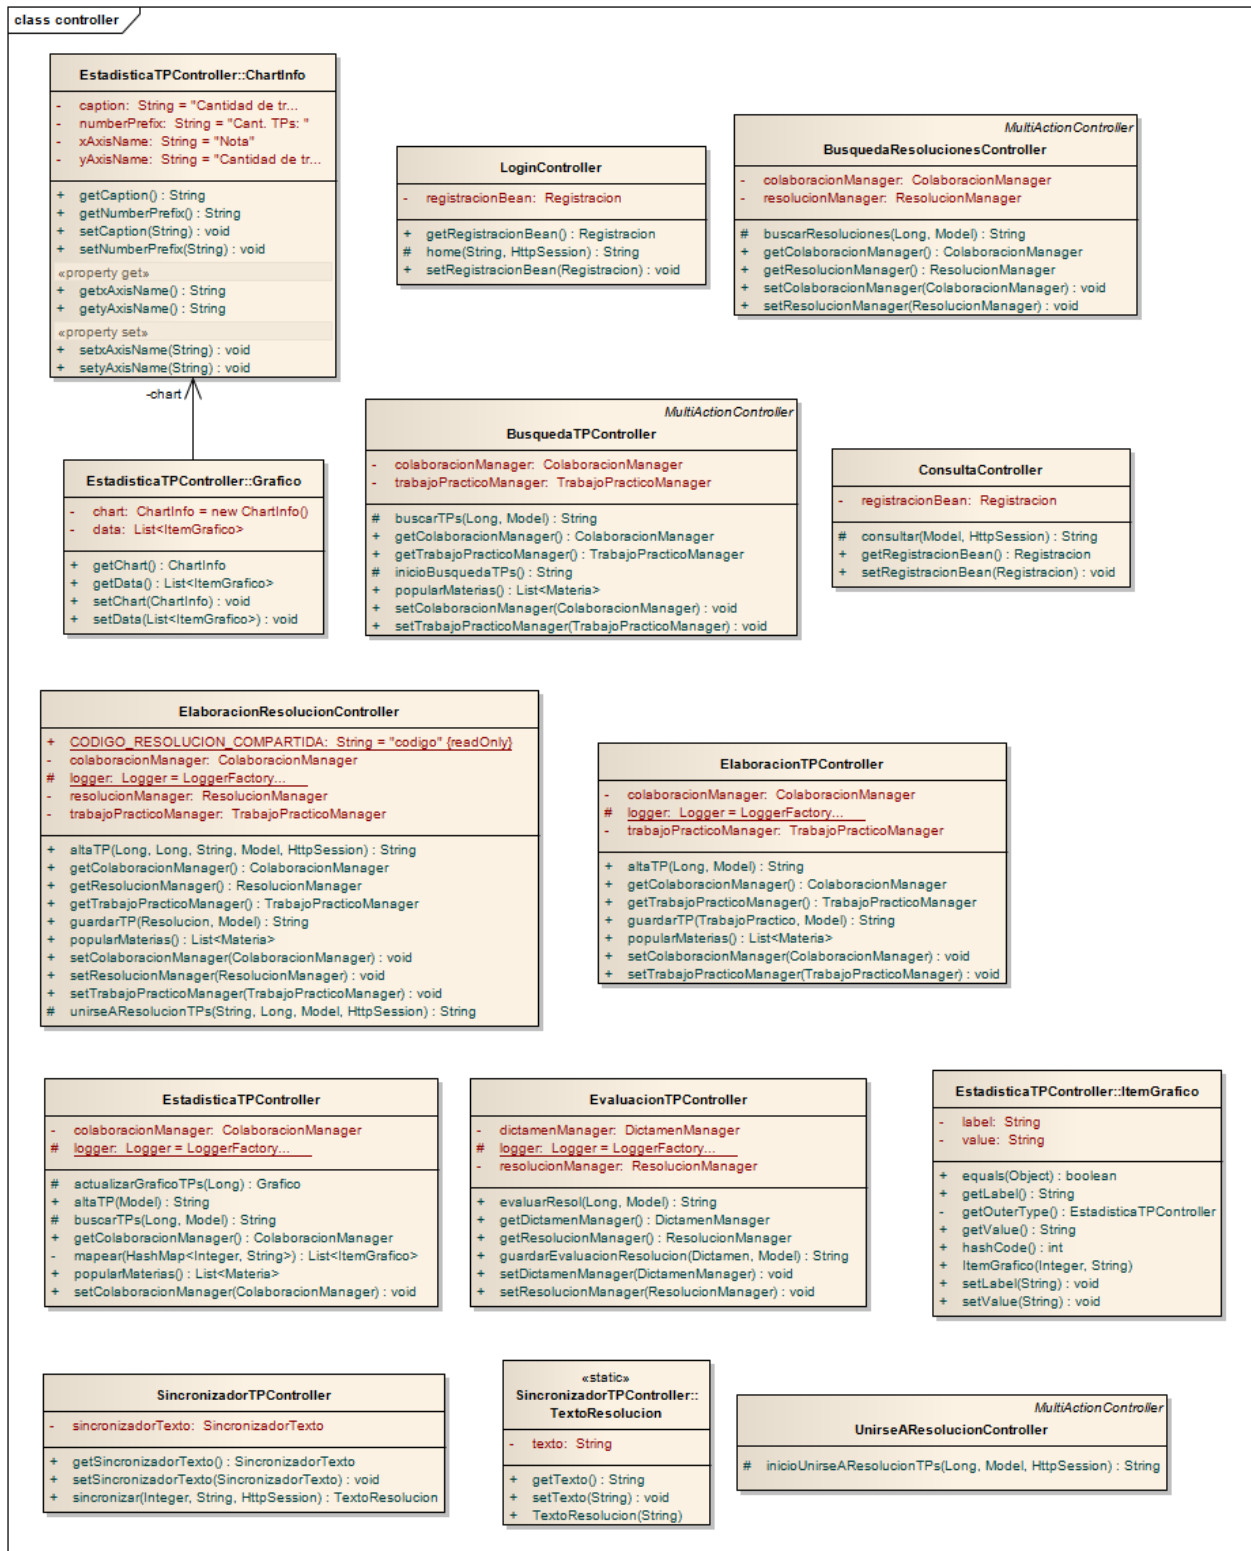 class controller
EstadisticaTPController::ChartInfo
- caption: String = "Cantidad de tr...
- numberPrefix: String = "Cant. TPs: "
- xAxisName: String = "Nota"
- yAxisName: String = "Cantidad de tr...
+ getCaption() : String
+ getNumberPrefix() : String
+ setCaption(String) : void
+ setNumberPrefix(String) : void
«property get»
+ getxAxisName() : String
+ getyAxisName() : String
«property set»
+ setxAxisName(String) : void
+ setyAxisName(String) : void
LoginController
- registracionBean: Registracion
+ getRegistracionBean() : Registracion
# home(String, HttpSession) : String
+ setRegistracionBean(Registracion) : void
MultiActionController
BusquedaResolucionesController
- colaboracionManager: ColaboracionManager
- resolucionManager: ResolucionManager
# buscarResoluciones(Long, Model) : String
+ getColaboracionManager() : ColaboracionManager
+ getResolucionManager() : ResolucionManager
+ setColaboracionManager(ColaboracionManager) : void
+ setResolucionManager(ResolucionManager) : void
-chart
EstadisticaTPController::Grafico
- chart: ChartInfo = new ChartInfo()
- data: List<ItemGrafico>
+ getChart() : ChartInfo
+ getData() : List<ItemGrafico>
+ setChart(ChartInfo) : void
+ setData(List<ItemGrafico>) : void
MultiActionController
BusquedaTPController
- colaboracionManager: ColaboracionManager
- trabajoPracticoManager: TrabajoPracticoManager
# buscarTPs(Long, Model) : String
+ getColaboracionManager() : ColaboracionManager
+ getTrabajoPracticoManager() : TrabajoPracticoManager
# inicioBusquedaTPs() : String
+ popularMaterias() : List<Materia>
+ setColaboracionManager(ColaboracionManager) : void
+ setTrabajoPracticoManager(TrabajoPracticoManager) : void
ConsultaController
- registracionBean: Registracion
# consultar(Model, HttpSession) : String
+ getRegistracionBean() : Registracion
+ setRegistracionBean(Registracion) : void
ElaboracionResolucionController
+ CODIGO_RESOLUCION_COMPARTIDA: String = "codigo" {readOnly}
- colaboracionManager: ColaboracionManager
# logger: Logger = LoggerFactory...
- resolucionManager: ResolucionManager
- trabajoPracticoManager: TrabajoPracticoManager
+ altaTP(Long, Long, String, Model, HttpSession) : String
+ getColaboracionManager() : ColaboracionManager
+ getResolucionManager() : ResolucionManager
+ getTrabajoPracticoManager() : TrabajoPracticoManager
+ guardarTP(Resolucion, Model) : String
+ popularMaterias() : List<Materia>
+ setColaboracionManager(ColaboracionManager) : void
+ setResolucionManager(ResolucionManager) : void
+ setTrabajoPracticoManager(TrabajoPracticoManager) : void
# unirseAResolucionTPs(String, Long, Model, HttpSession) : String
ElaboracionTPController
- colaboracionManager: ColaboracionManager
# logger: Logger = LoggerFactory...
- trabajoPracticoManager: TrabajoPracticoManager
+ altaTP(Long, Model) : String
+ getColaboracionManager() : ColaboracionManager
+ getTrabajoPracticoManager() : TrabajoPracticoManager
+ guardarTP(TrabajoPractico, Model) : String
+ popularMaterias() : List<Materia>
+ setColaboracionManager(ColaboracionManager) : void
+ setTrabajoPracticoManager(TrabajoPracticoManager) : void
EstadisticaTPController
- colaboracionManager: ColaboracionManager
# logger: Logger = LoggerFactory...
# actualizarGraficoTPs(Long) : Grafico
+ altaTP(Model) : String
# buscarTPs(Long, Model) : String
+ getColaboracionManager() : ColaboracionManager
- mapear(HashMap<Integer, String>) : List<ItemGrafico>
+ popularMaterias() : List<Materia>
+ setColaboracionManager(ColaboracionManager) : void
EvaluacionTPController
- dictamenManager: DictamenManager
# logger: Logger = LoggerFactory...
- resolucionManager: ResolucionManager
+ evaluarResol(Long, Model) : String
+ getDictamenManager() : DictamenManager
+ getResolucionManager() : ResolucionManager
+ guardarEvaluacionResolucion(Dictamen, Model) : String
+ setDictamenManager(DictamenManager) : void
+ setResolucionManager(ResolucionManager) : void
EstadisticaTPController::ItemGrafico
- label: String
- value: String
+ equals(Object) : boolean
+ getLabel() : String
- getOuterType() : EstadisticaTPController
+ getValue() : String
+ hashCode() : int
+ ItemGrafico(Integer, String)
+ setLabel(String) : void
+ setValue(String) : void
SincronizadorTPController
- sincronizadorTexto: SincronizadorTexto
+ getSincronizadorTexto() : SincronizadorTexto
+ setSincronizadorTexto(SincronizadorTexto) : void
+ sincronizar(Integer, String, HttpSession) : TextoResolucion
«static»
SincronizadorTPController::
TextoResolucion
- texto: String
+ getTexto() : String
+ setTexto(String) : void
+ TextoResolucion(String)
MultiActionController
UnirseAResolucionController
# inicioUnirseAResolucionTPs(Long, Model, HttpSession) : String